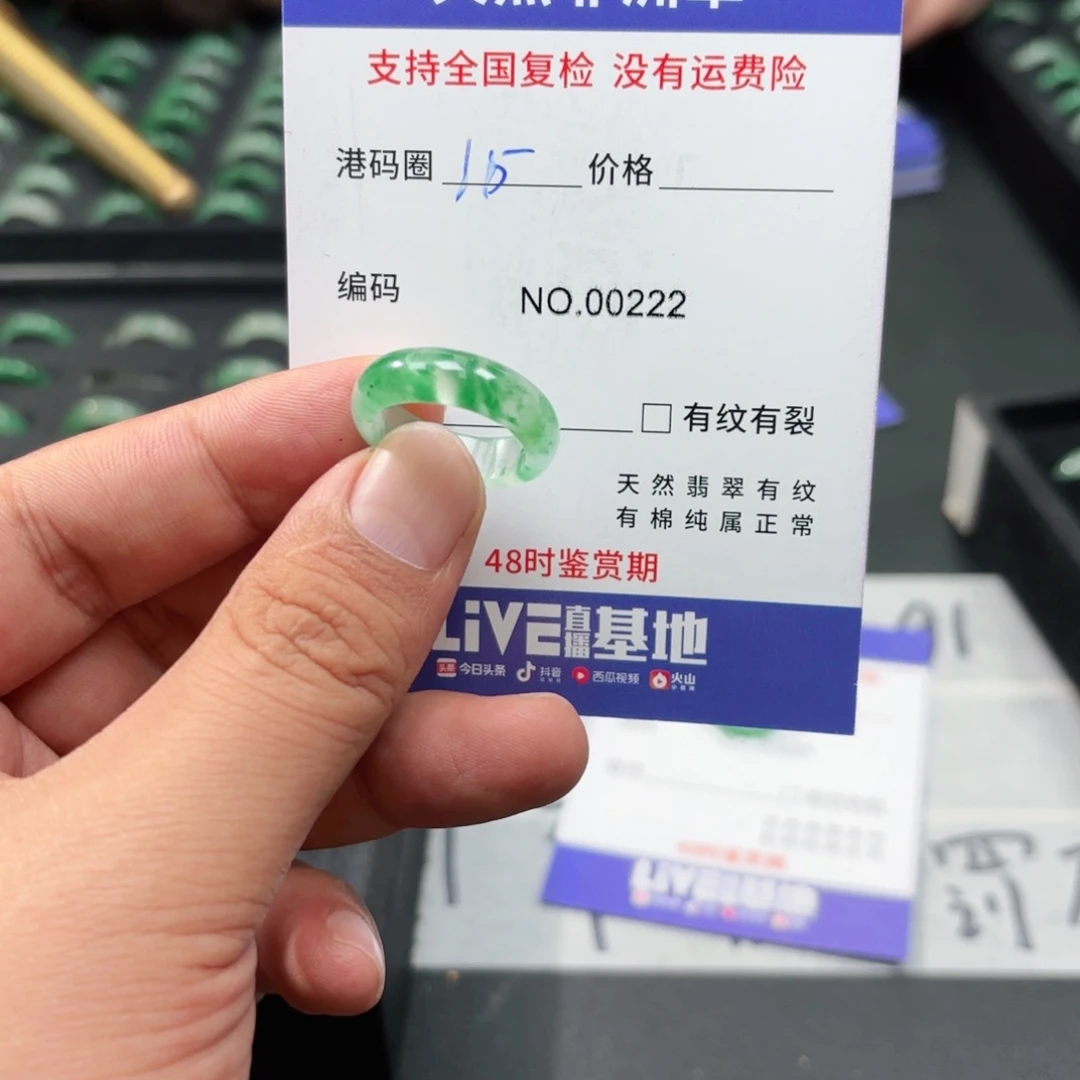 支持全国复检 没有运费险
港码圈 15 价格
编码 NO.00222
□ 有纹有裂
天然翡翠有纹
有棉纯属正常
48时鉴赏期
LiVE直播基地
头条 今日头条 抖音 西瓜视频 火山